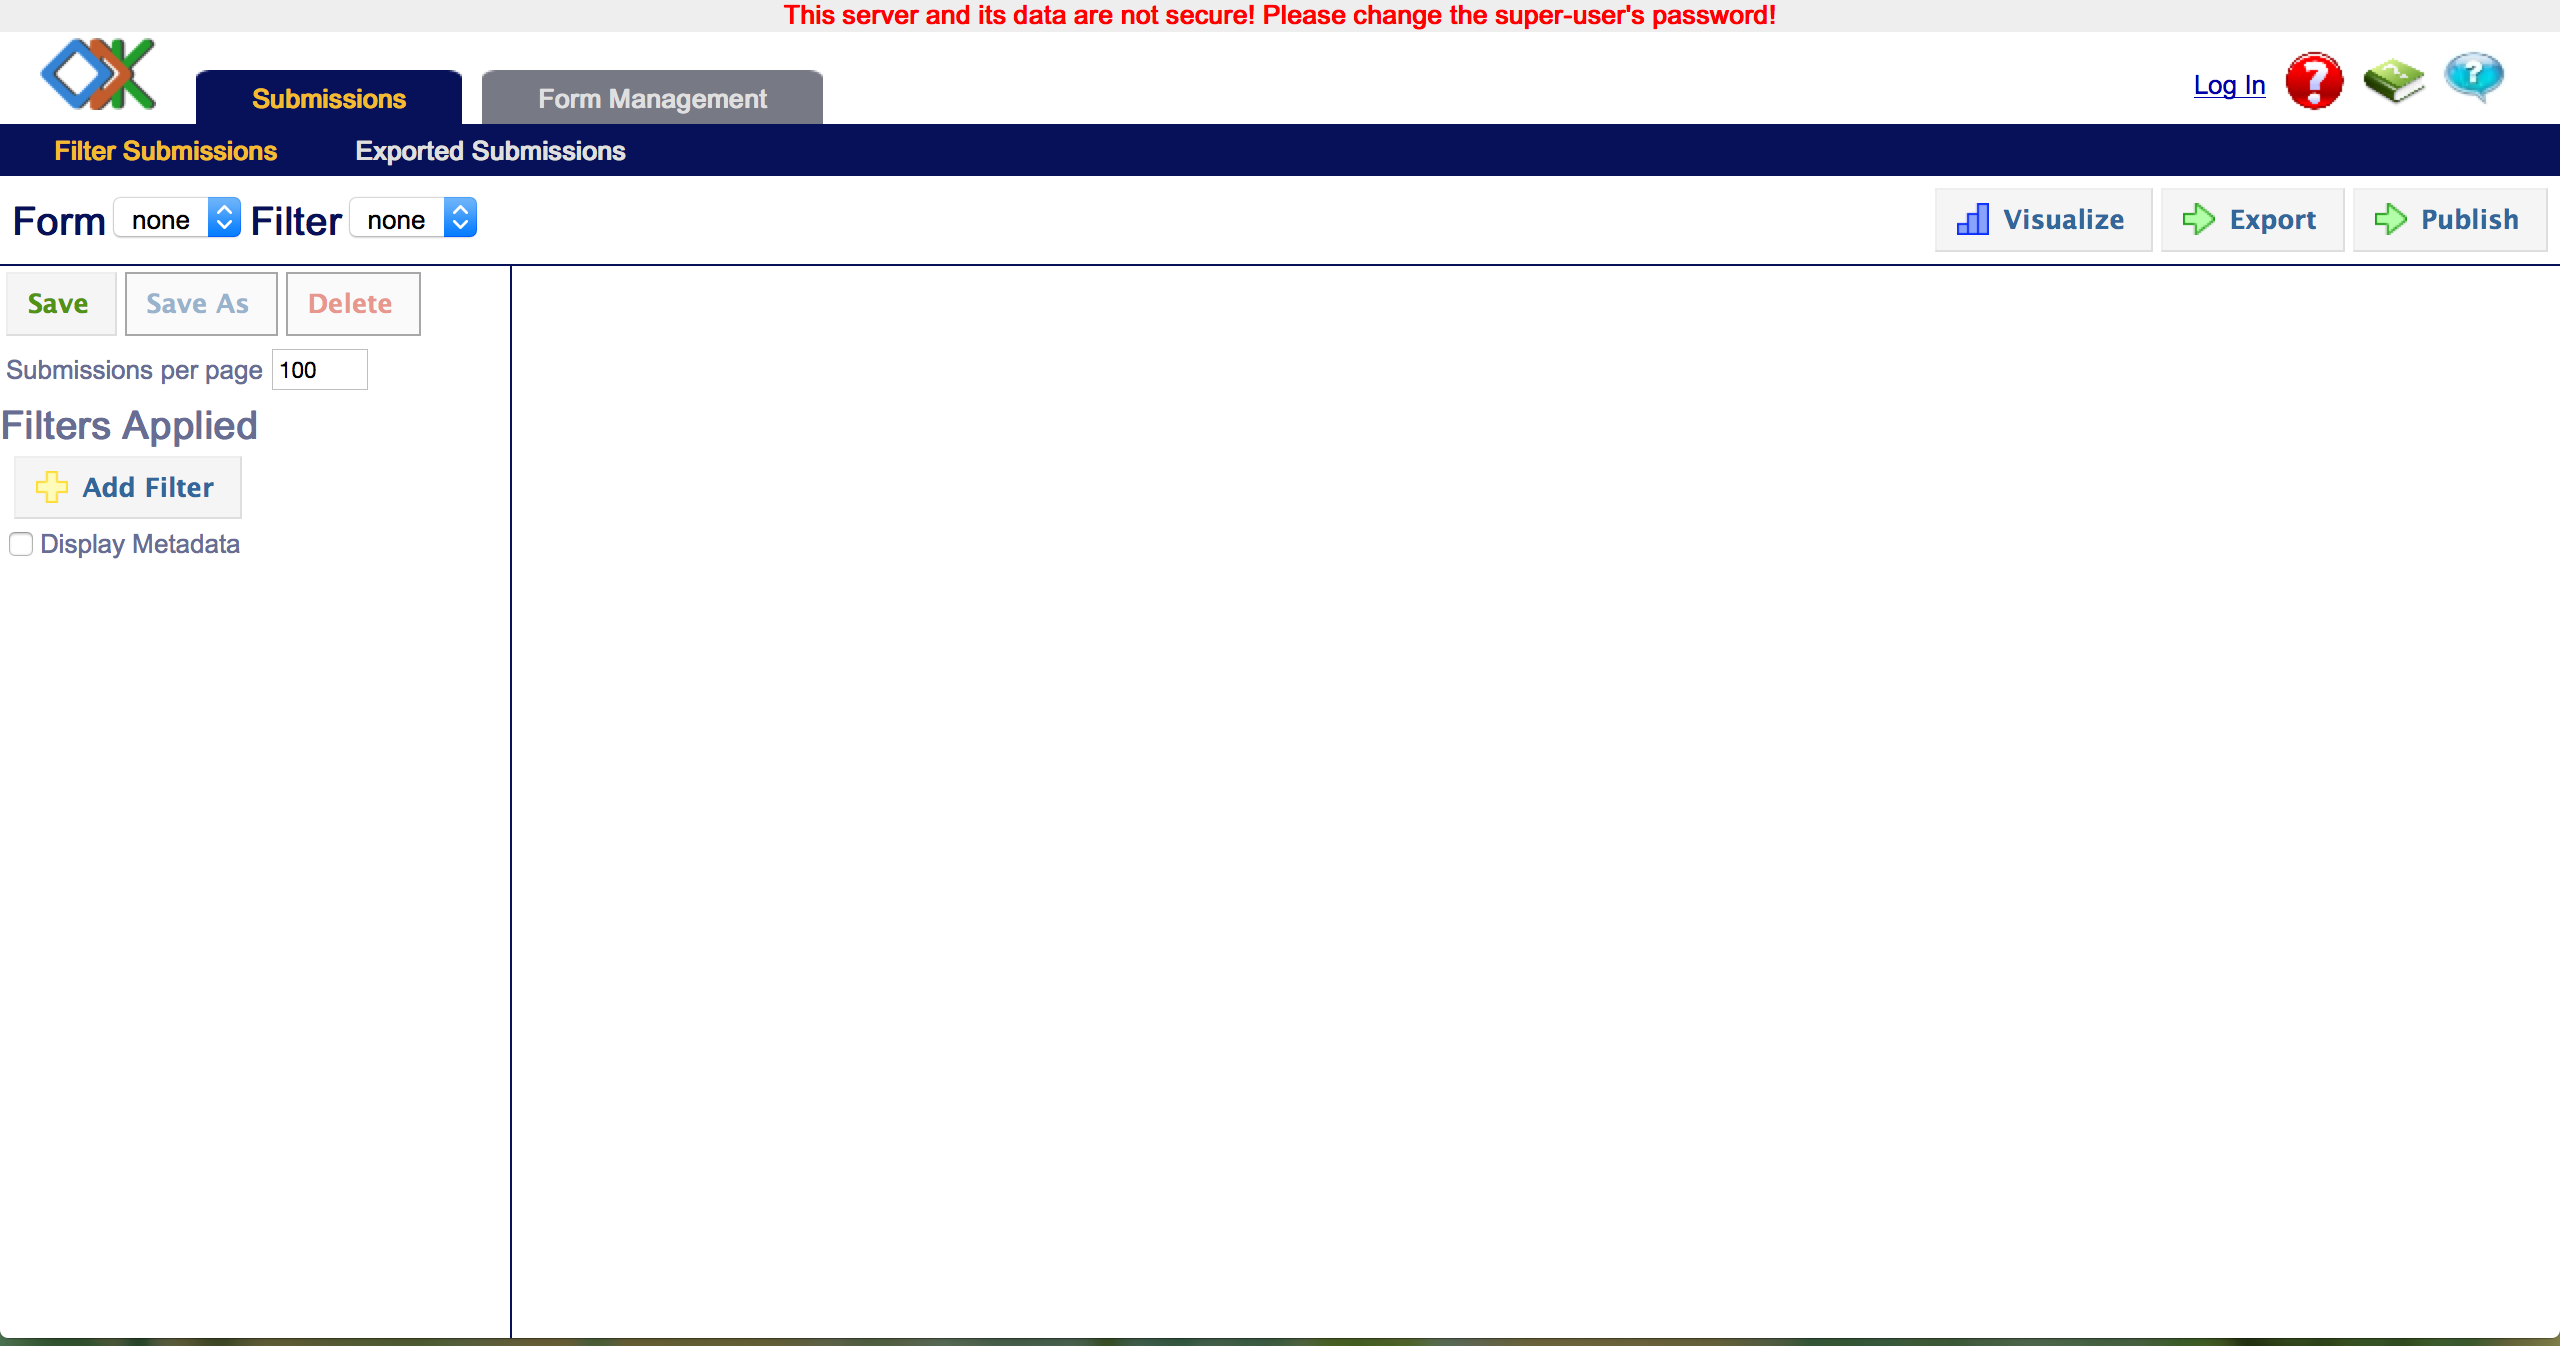 This server and its data are not secure! Please change the super-user's password!
Submissions
Form Management
Log In
Filter Submissions
Exported Submissions
Form none Filter none
Visualize
Export
Publish
Save
Save As
Delete
Submissions per page 100
Filters Applied
Add Filter
Display Metadata